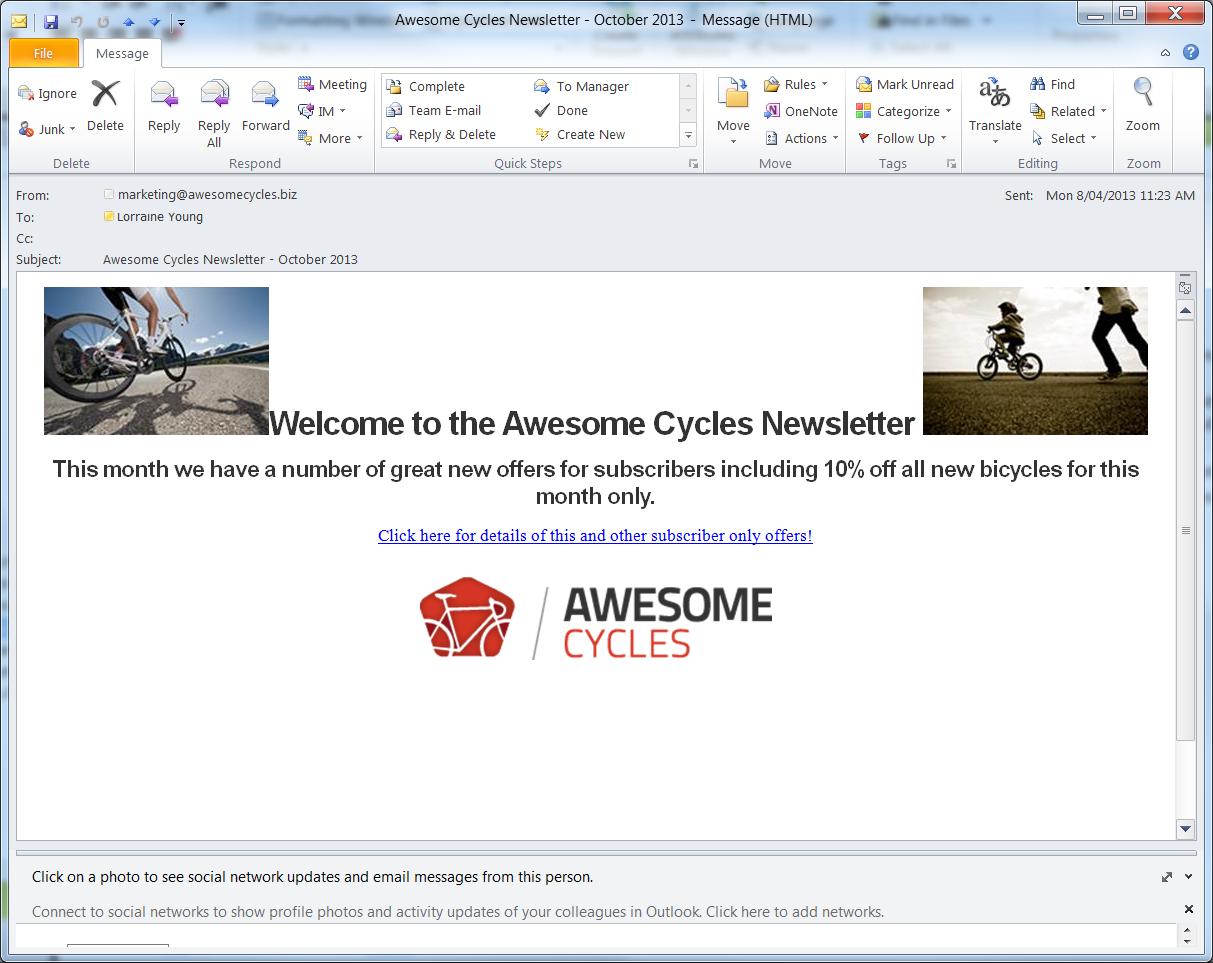 Awesome Cycles Newsletter - October 2013 - Message (HTML)
File Message
Ignore
Junk
Delete
Delete
Reply
Reply All
Forward
Meeting
IM
More
Respond
Complete
Team E-mail
Reply & Delete
To Manager
Done
Create New
Quick Steps
Move
Rules
OneNote
Actions
Move
Mark Unread
Categorize
Follow Up
Tags
Translate
Find
Related
Select
Editing
Zoom
Zoom
From: marketing@awesomecycles.biz
Sent: Mon 8/04/2013 11:23 AM
To: Lorraine Young
Cc:
Subject: Awesome Cycles Newsletter - October 2013
Welcome to the Awesome Cycles Newsletter
This month we have a number of great new offers for subscribers including 10% off all new bicycles for this
month only.
Click here for details of this and other subscriber only offers!
AWESOME
CYCLES
Click on a photo to see social network updates and email messages from this person.
Connect to social networks to show profile photos and activity updates of your colleagues in Outlook. Click here to add networks.